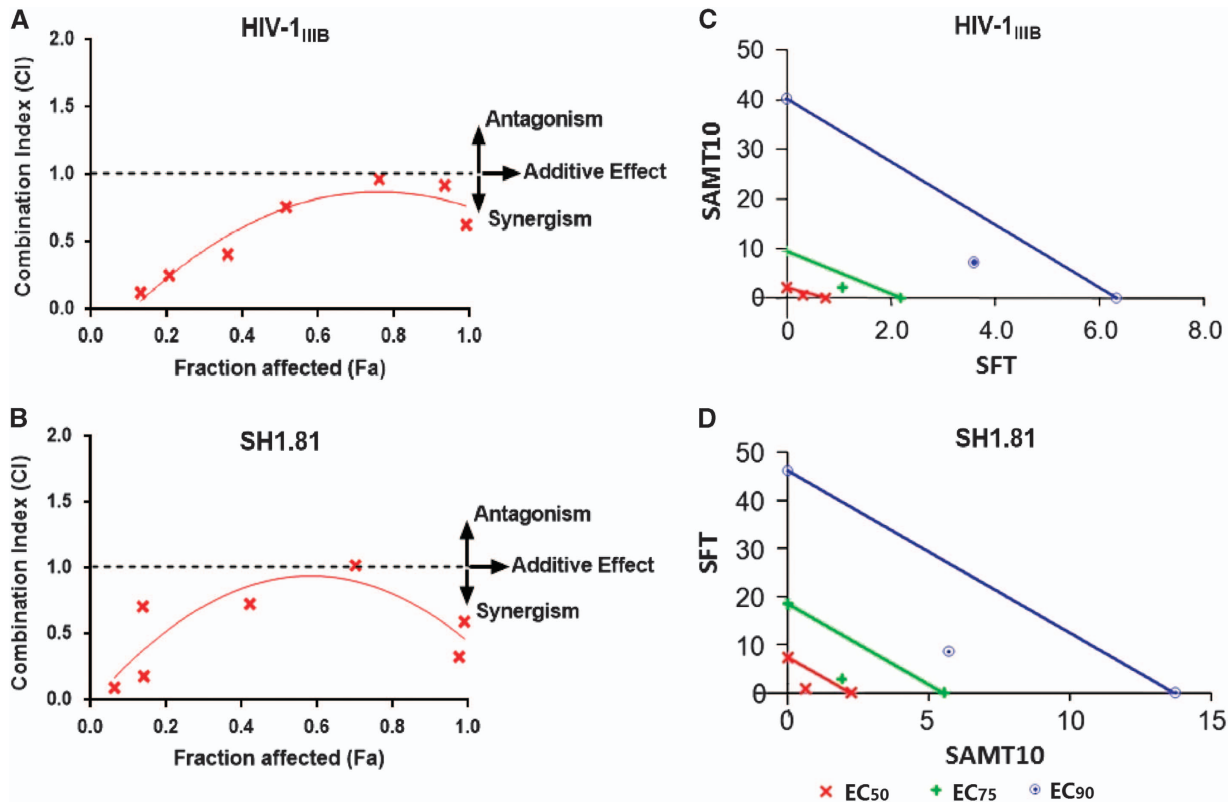 A
HIV-1IIIB
Combination Index (CI)
2.0
1.5
1.0
0.5
0.0
Antagonism
Additive Effect
Synergism
0.0 0.2 0.4 0.6 0.8 1.0
Fraction affected (Fa)
B
SH1.81
Combination Index (CI)
2.0
1.5
1.0
0.5
0.0
Antagonism
Additive Effect
Synergism
0.0 0.2 0.4 0.6 0.8 1.0
Fraction affected (Fa)
C
HIV-1IIIB
SAMT10
50
40
30
20
10
0
0 2.0 4.0 6.0 8.0
SFT
D
SH1.81
SFT
50
40
30
20
10
0
0 5 10 15
SAMT10
EC50 EC75 EC90